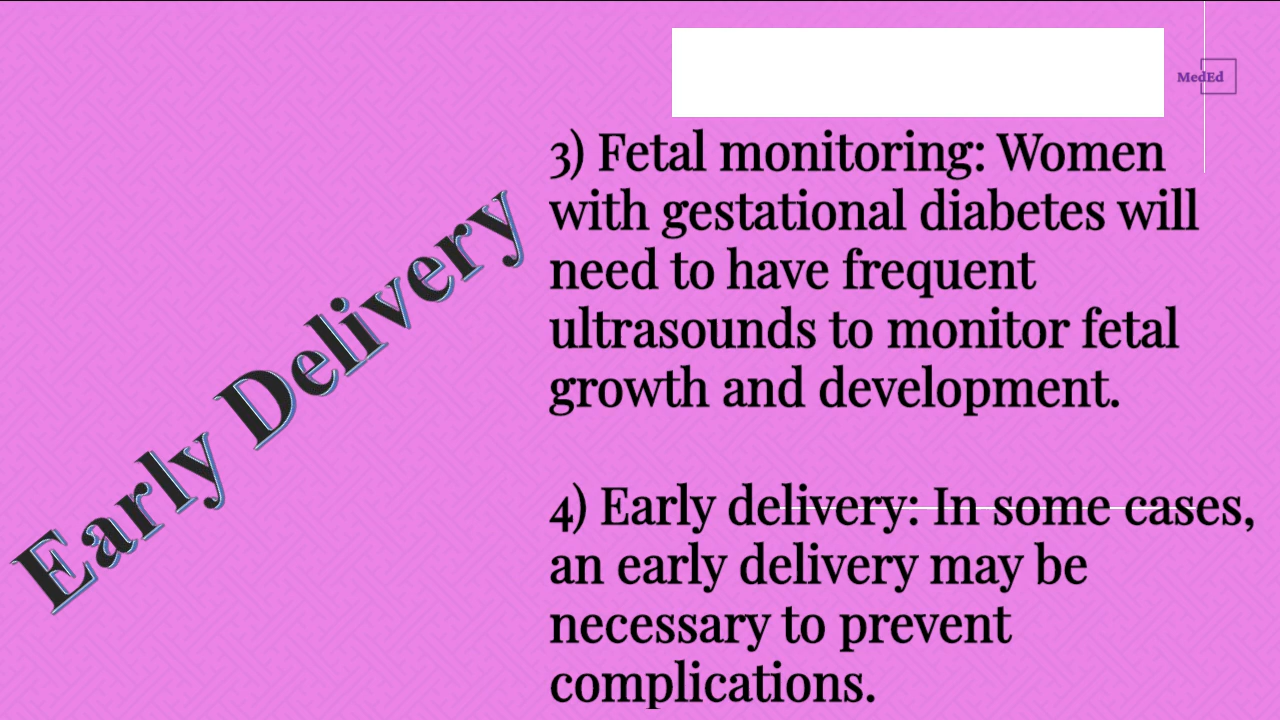 MedEd
3) Fetal monitoring: Women
with gestational diabetes will
need to have frequent
ultrasounds to monitor fetal
growth and development.
4) Early delivery: In some cases,
an early delivery may be
necessary to prevent
complications.
Early Delivery